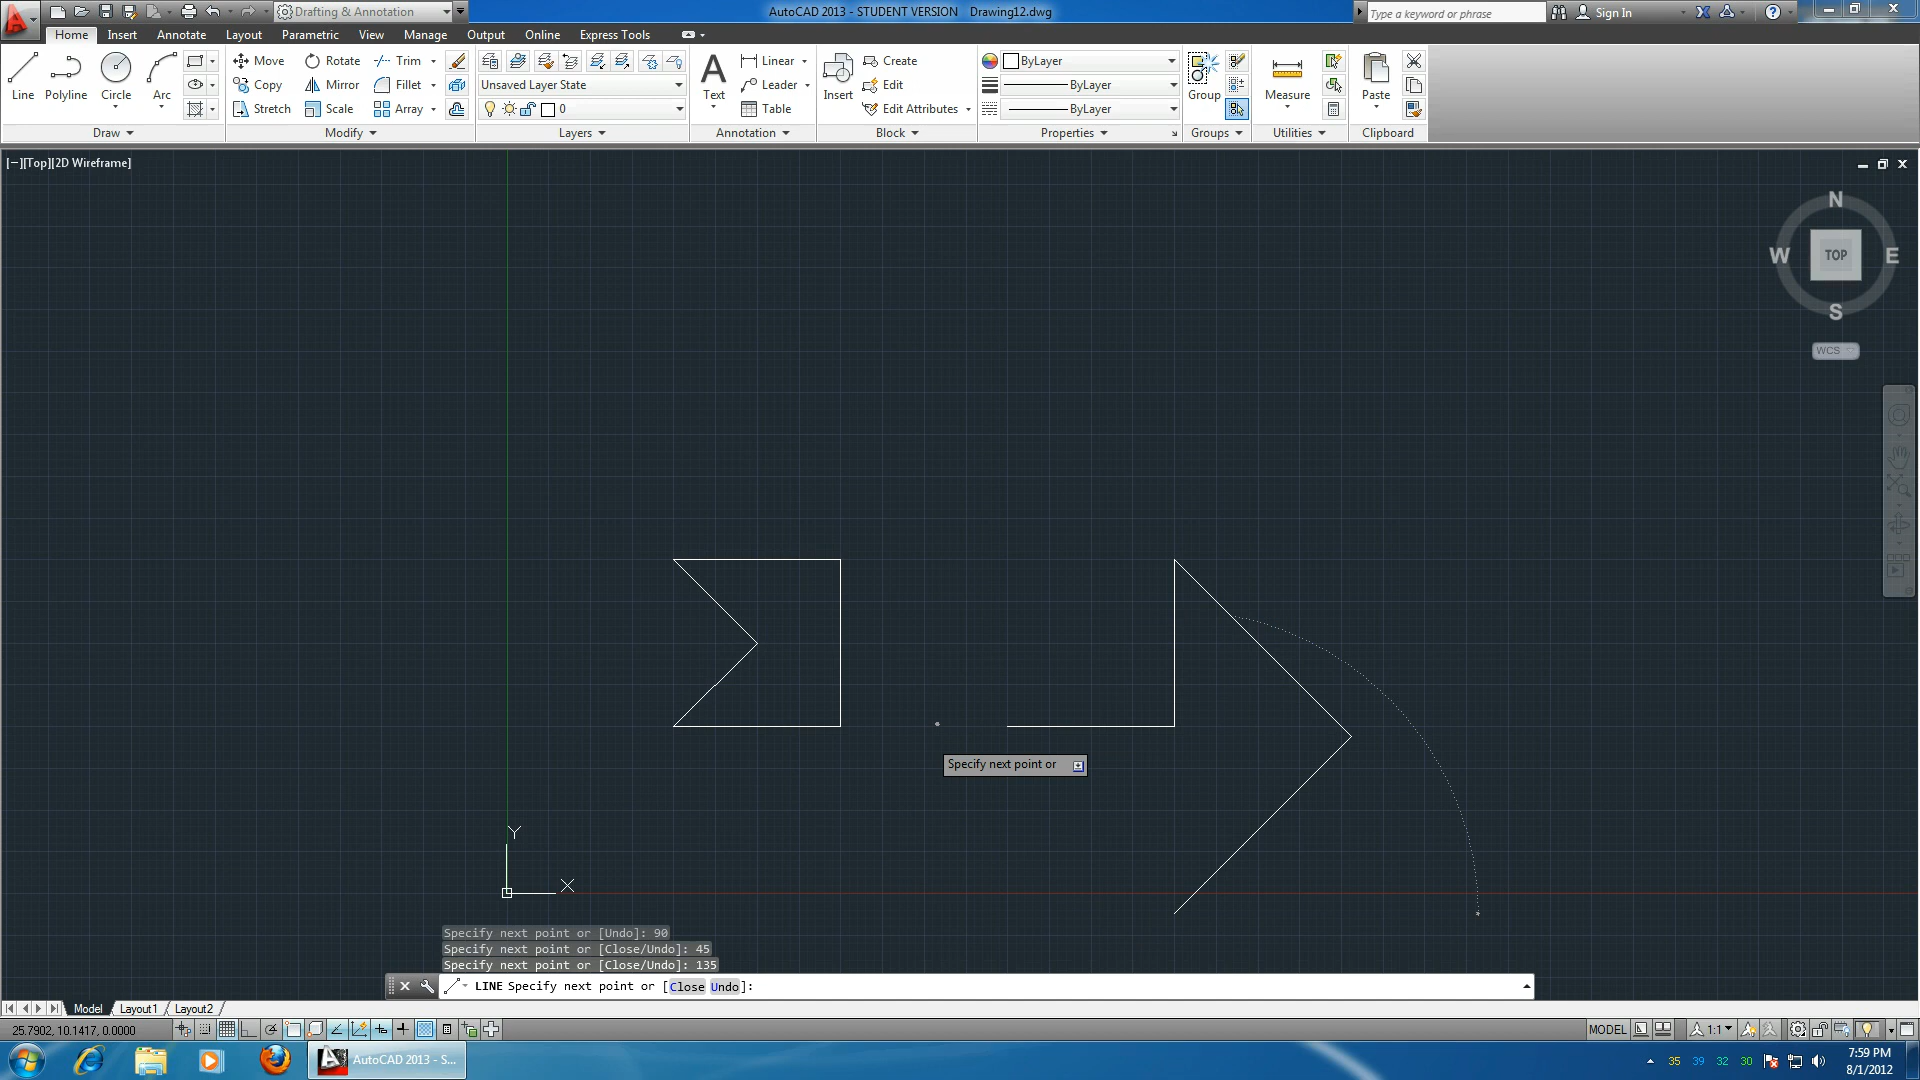 Drafting & Annotation
AutoCAD 2013 - STUDENT VERSION Drawing12.dwg
Type a keyword or phrase
Sign In
Home Insert Annotate Layout Parametric View Manage Output Online Express Tools
Line Polyline Circle Arc
Draw
Move Rotate Trim
Copy Mirror Fillet
Stretch Scale Array
Modify
Unsaved Layer State
0
Layers
Text
Linear
Leader
Table
Annotation
Insert
Create
Edit
Edit Attributes
Block
ByLayer
ByLayer
ByLayer
Properties
Group
Groups
Measure
Utilities
Paste
Clipboard
[−][Top][2D Wireframe]
N
W TOP E
S
WCS
Specify next point or
Y
X
Specify next point or [Undo]: 90
Specify next point or [Close/Undo]: 45
Specify next point or [Close/Undo]: 135
LINE Specify next point or [Close Undo]:
Model Layout1 Layout2
25.7902, 10.1417, 0.0000
MODEL 1:1
AutoCAD 2013 - S...
35 39 32 30
7:59 PM
8/1/2012